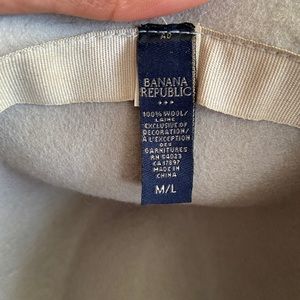 BANANA
REPUBLIC
100% WOOL/
LAINE
EXCLUSIVE OF
DECORATION/
À L'EXCEPTION
DES
GARNITURES
RN 54023
CA 17897
MADE IN
CHINA
M/L